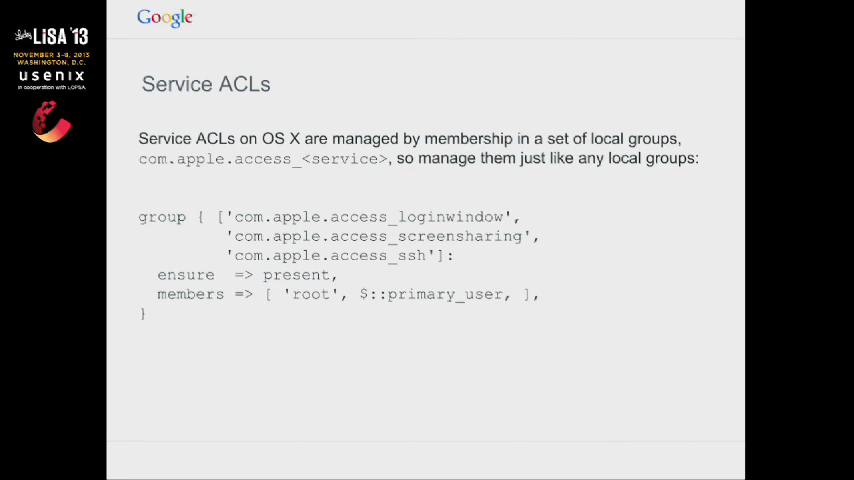 Google
LISA'13
NOVEMBER 3-8, 2013
WASHINGTON, D.C.
usenix
in cooperation with LOPSA
Service ACLs
Service ACLs on OS X are managed by membership in a set of local groups,
com.apple.access_<service>, so manage them just like any local groups:
group { ['com.apple.access_loginwindow',
'com.apple.access_screensharing',
'com.apple.access_ssh']:
ensure => present,
members => [ 'root', $::primary_user, ],
}